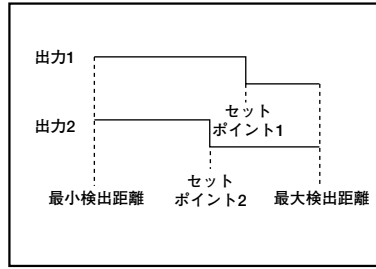 出力1
セット
ポイント1
出力2
セット
ポイント2
最小検出距離
最大検出距離